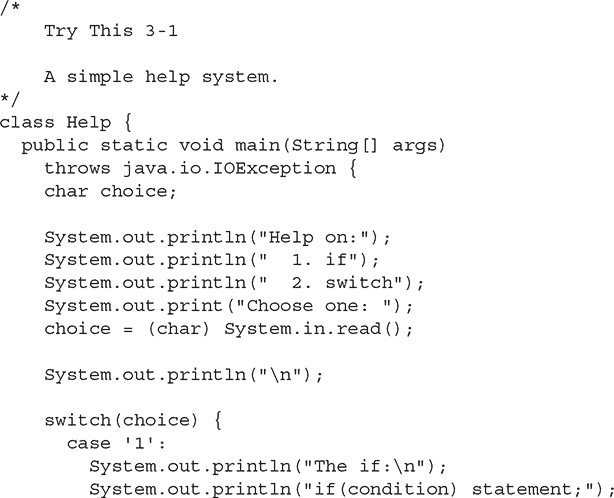 /*
    Try This 3-1

    A simple help system.
*/
class Help {
  public static void main(String[] args)
    throws java.io.IOException {
    char choice;

    System.out.println("Help on:");
    System.out.println("  1. if");
    System.out.println("  2. switch");
    System.out.print("Choose one: ");
    choice = (char) System.in.read();

    System.out.println("\n");

    switch(choice) {
      case '1':
        System.out.println("The if:\n");
        System.out.println("if(condition) statement;");